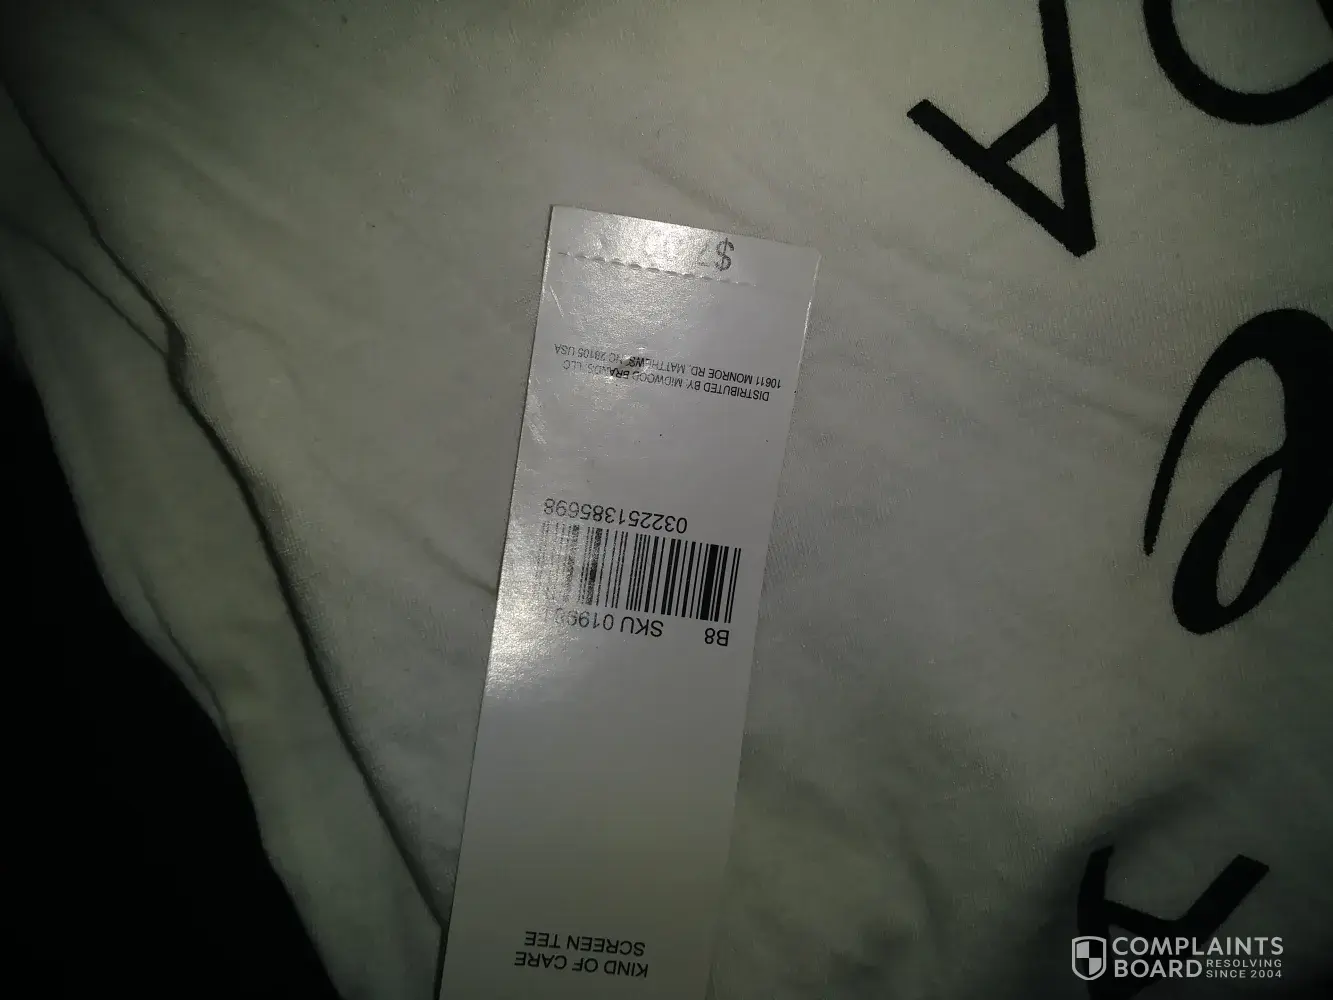 KIND OF CARE
SCREEN TEE
B8 SKU
032251385698
DISTRIBUTED BY: MIDWOOD BRANDS, LLC
10611 MONROE RD. MATTHEWS, NC 28105 USA
$7
A
e
A
COMPLAINTS
BOARD RESOLVING
SINCE 2004